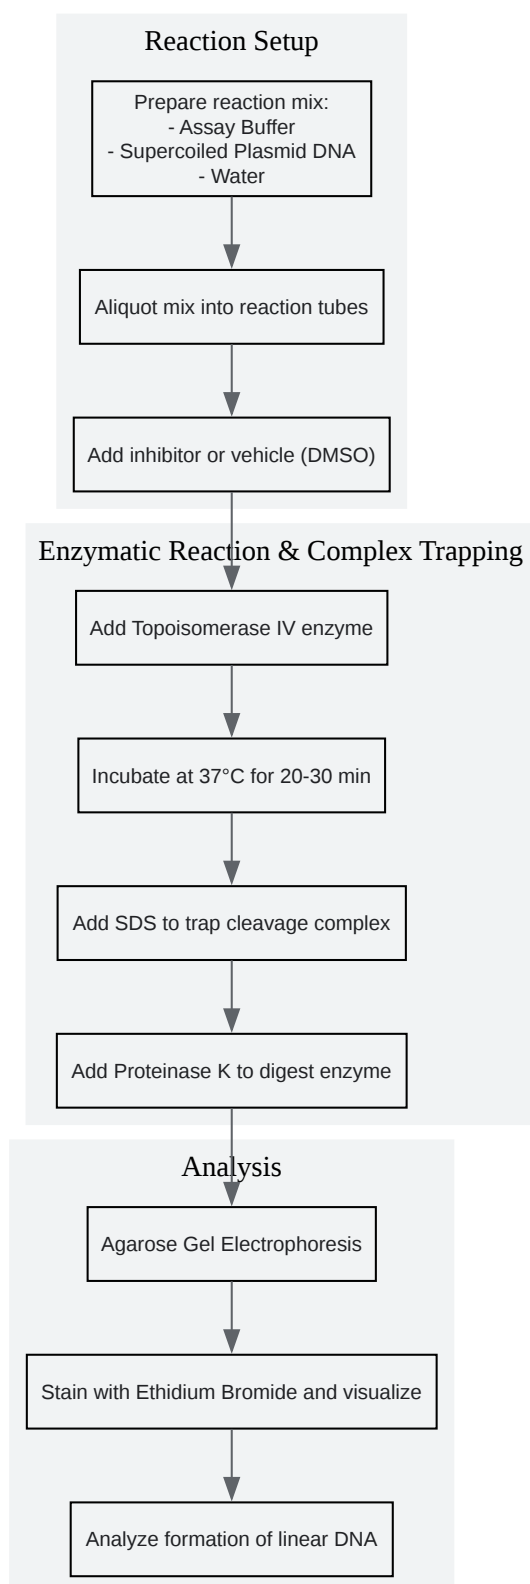 Reaction Setup
Prepare reaction mix:
- Assay Buffer
- Supercoiled Plasmid DNA
- Water
Aliquot mix into reaction tubes
Add inhibitor or vehicle (DMSO)
Enzymatic Reaction & Complex Trapping
Add Topoisomerase IV enzyme
Incubate at 37°C for 20-30 min
Add SDS to trap cleavage complex
Add Proteinase K to digest enzyme
Analysis
Agarose Gel Electrophoresis
Stain with Ethidium Bromide and visualize
Analyze formation of linear DNA